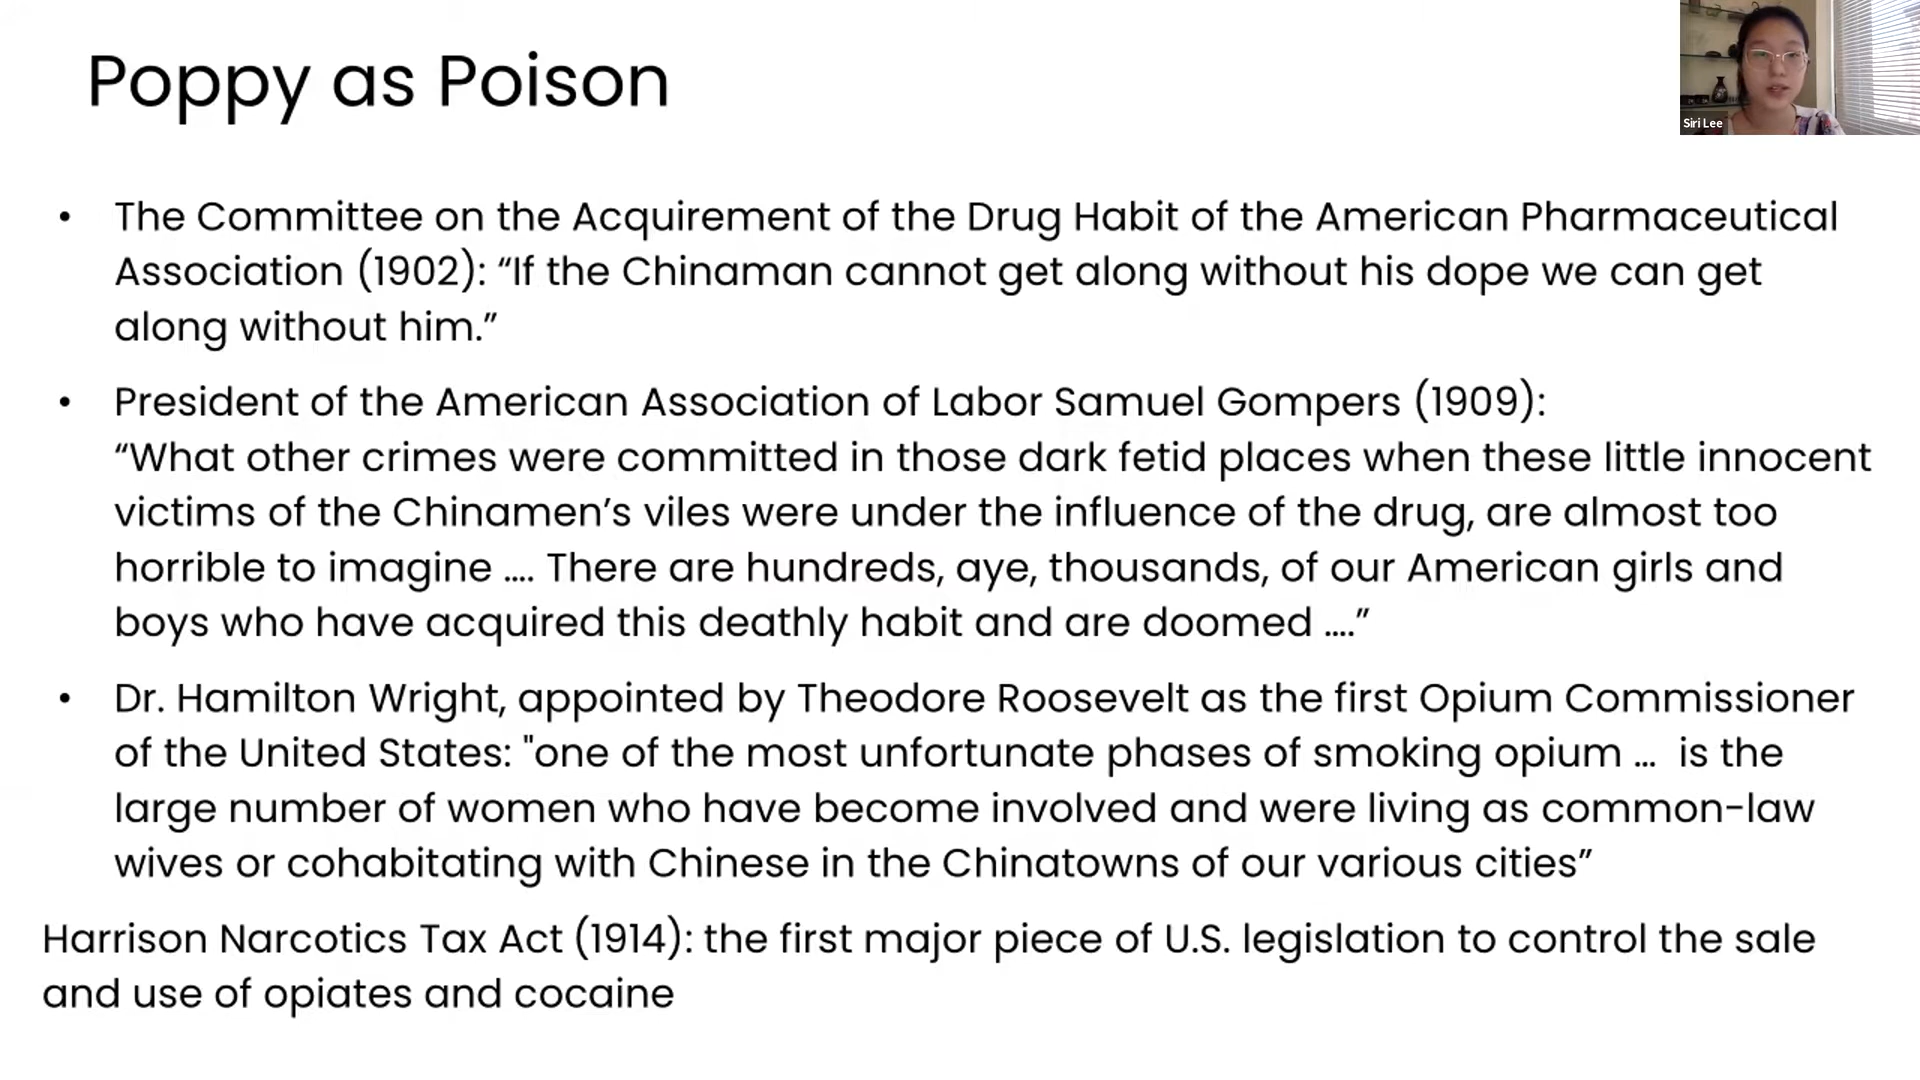 Poppy as Poison
Siri Lee
• The Committee on the Acquirement of the Drug Habit of the American Pharmaceutical
Association (1902): “If the Chinaman cannot get along without his dope we can get
along without him.”
• President of the American Association of Labor Samuel Gompers (1909):
“What other crimes were committed in those dark fetid places when these little innocent
victims of the Chinamen’s viles were under the influence of the drug, are almost too
horrible to imagine .... There are hundreds, aye, thousands, of our American girls and
boys who have acquired this deathly habit and are doomed ....”
• Dr. Hamilton Wright, appointed by Theodore Roosevelt as the first Opium Commissioner
of the United States: "one of the most unfortunate phases of smoking opium ... is the
large number of women who have become involved and were living as common-law
wives or cohabitating with Chinese in the Chinatowns of our various cities”
Harrison Narcotics Tax Act (1914): the first major piece of U.S. legislation to control the sale
and use of opiates and cocaine